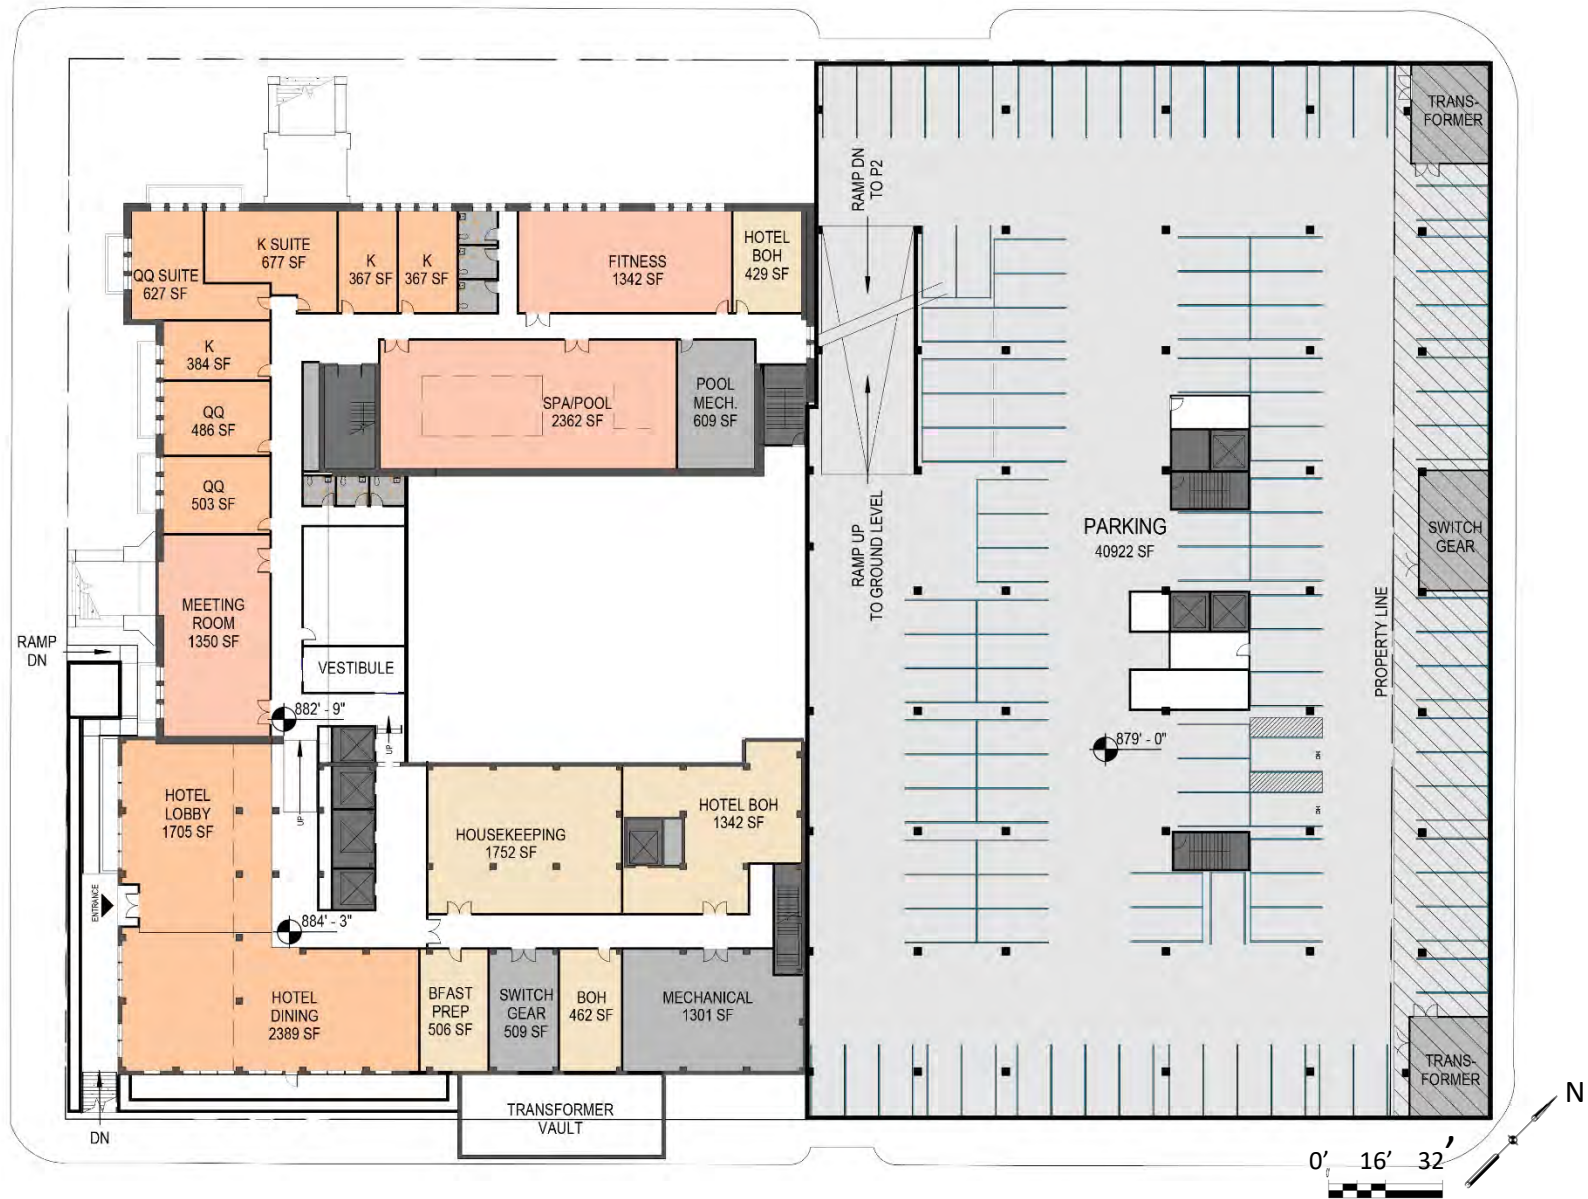 TRANS-
FORMER
RAMP DN
TO P2
K SUITE
677 SF
QQ SUITE
627 SF
K
367 SF
K
367 SF
FITNESS
1342 SF
HOTEL
BOH
429 SF
K
384 SF
QQ
486 SF
QQ
503 SF
SPA/POOL
2362 SF
POOL
MECH.
609 SF
RAMP UP
TO GROUND LEVEL
PARKING
40922 SF
SWITCH
GEAR
PROPERTY LINE
MEETING
ROOM
1350 SF
RAMP
DN
VESTIBULE
882' - 9"
UP
879' - 0"
HOTEL
LOBBY
1705 SF
UP
HOUSEKEEPING
1752 SF
HOTEL BOH
1342 SF
ENTRANCE
884' - 3"
HOTEL
DINING
2389 SF
BFAST
PREP
506 SF
SWITCH
GEAR
509 SF
BOH
462 SF
MECHANICAL
1301 SF
TRANS-
FORMER
TRANSFORMER
VAULT
DN
N
0' 16' 32'